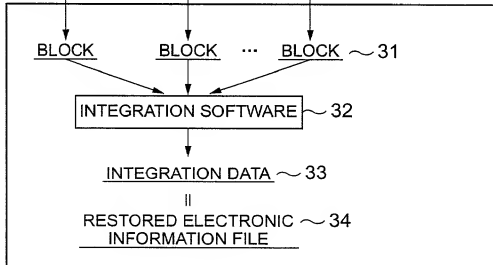 BLOCK BLOCK ··· BLOCK ~ 31
INTEGRATION SOFTWARE ~ 32
INTEGRATION DATA ~ 33
=
RESTORED ELECTRONIC ~ 34
INFORMATION FILE